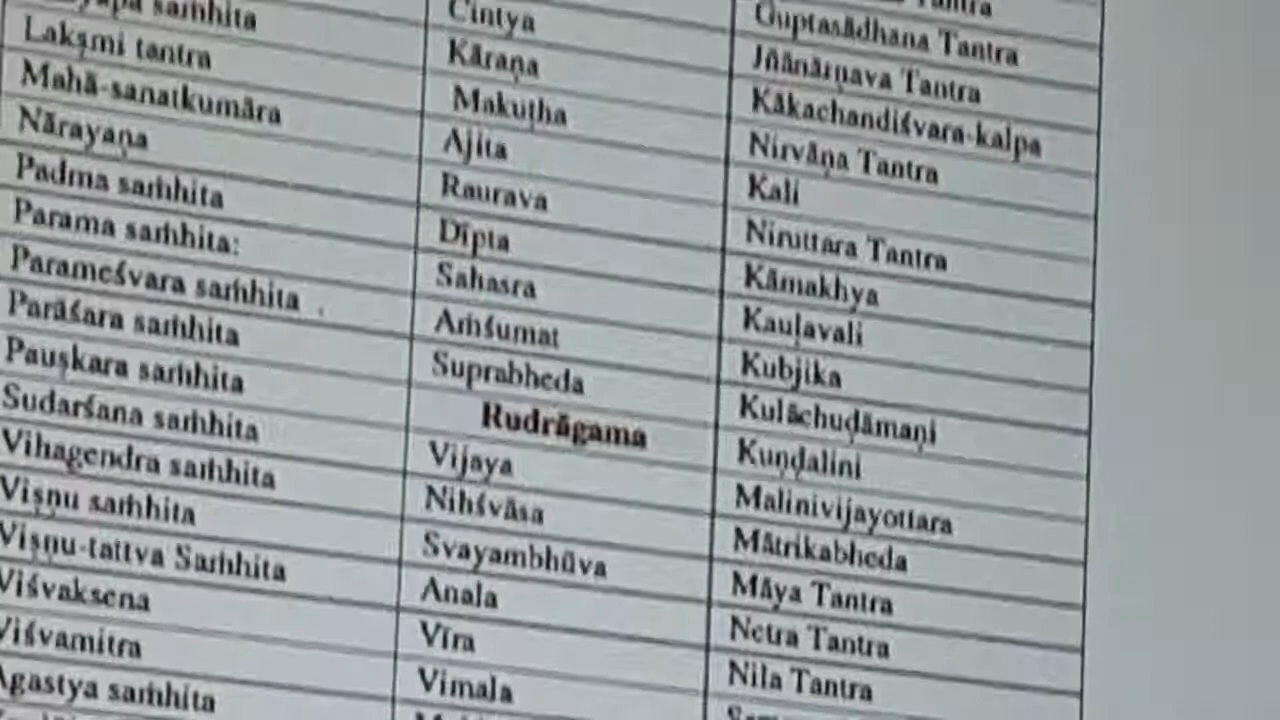 saṁhita Cintya
Guptasādhana Tantra
Lakṣmi tantra Kāraṇa Jñānārṇava Tantra
Mahā-sanatkumāra Makuṭha Kākachandiśvara-kalpa
Nārayaṇa Ajita Nirvāṇa Tantra
Padma saṁhita Raurava Kali
Parama saṁhita: Dīpta Niruttara Tantra
Parameśvara saṁhita Sahasra Kāmakhya
Parāśara saṁhita Aṁśumat Kauḷavali
Pauṣkara saṁhita Suprabheda Kubjika
Sudarśana saṁhita Rudrāgama Kulāchuḍāmaṇi
Vihagendra saṁhita Vijaya Kuṇḍalini
Viṣṇu saṁhita Nihśvāsa Malinivijayottara
Viṣṇu-tattva Saṁhita Svayambhūva Mātrikabheda
Viśvaksena Anala Māya Tantra
Viśvamitra Vīra Netra Tantra
Agastya saṁhita Vimala Nila Tantra